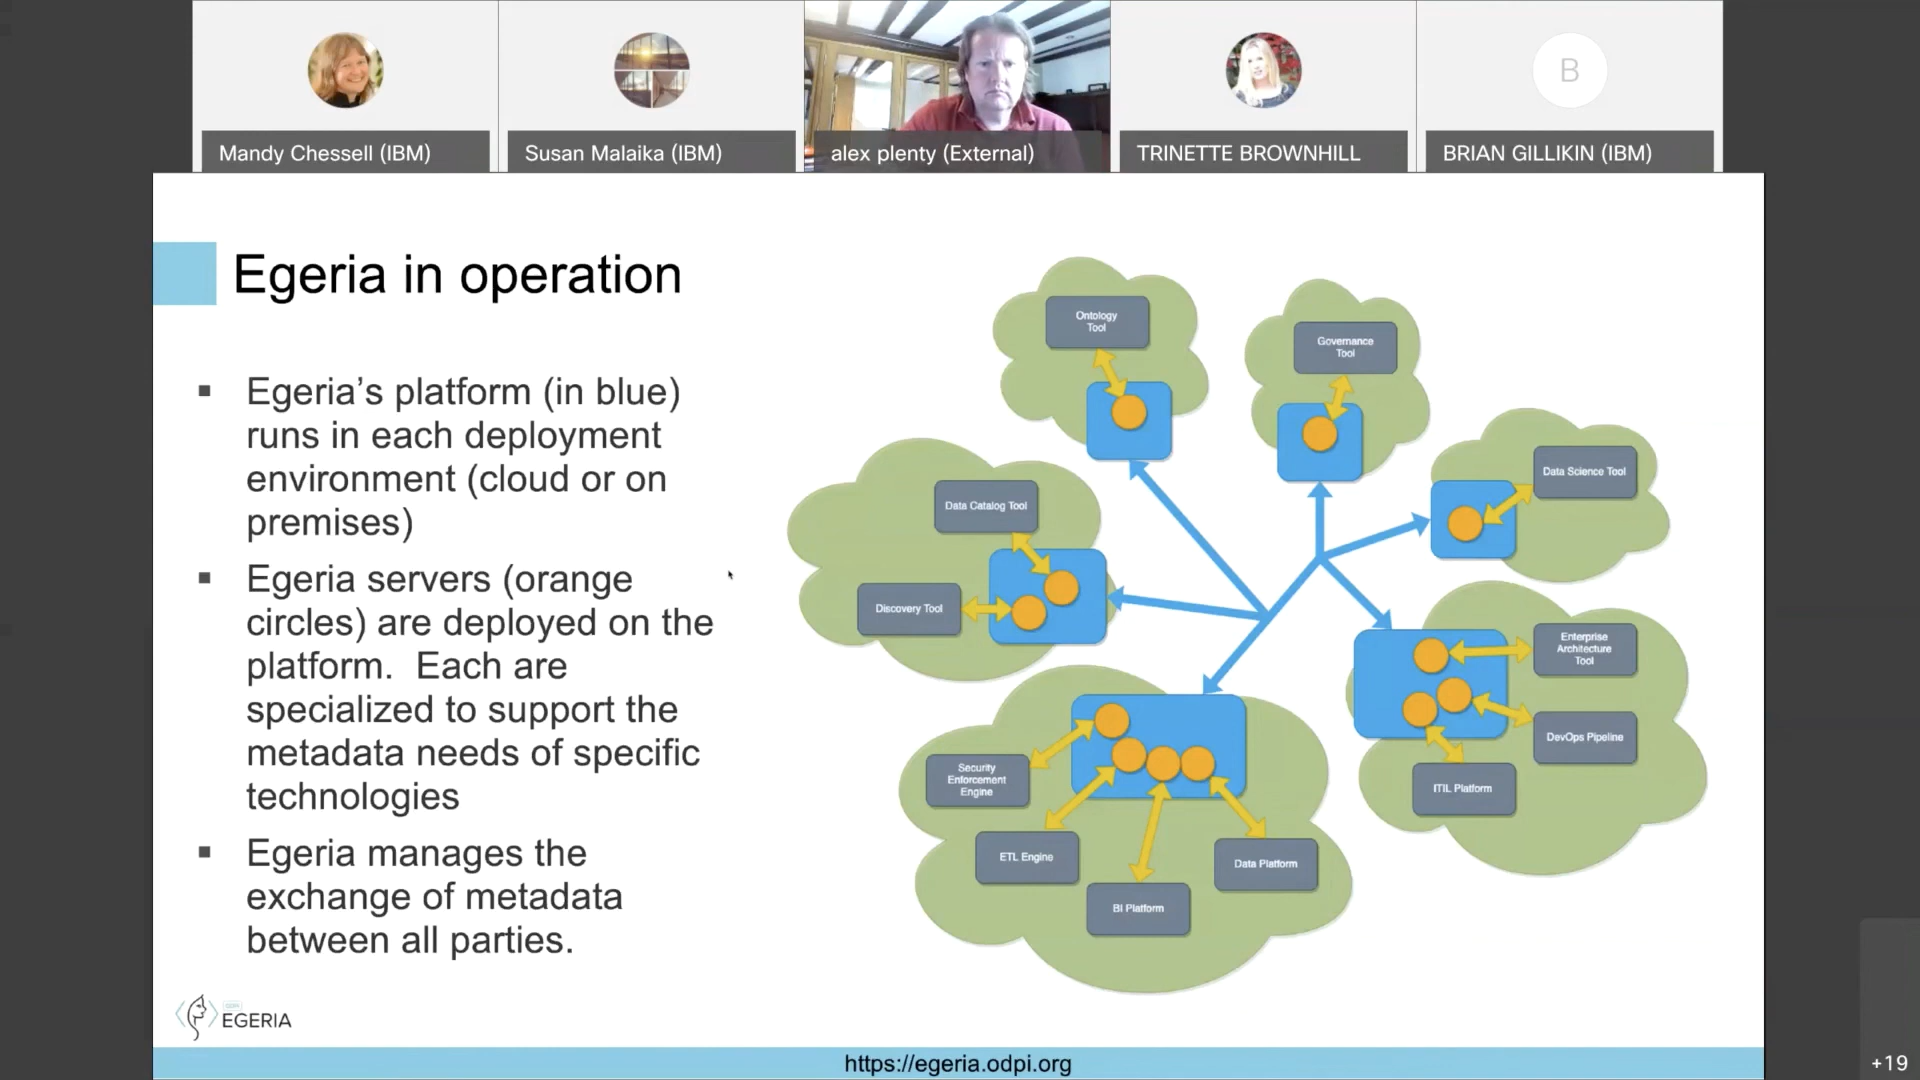 Mandy Chessell (IBM)
Susan Malaika (IBM)
alex plenty (External)
TRINETTE BROWNHILL
B
BRIAN GILLIKIN (IBM)
Egeria in operation
▪ Egeria’s platform (in blue)
runs in each deployment
environment (cloud or on
premises)
▪ Egeria servers (orange
circles) are deployed on the
platform.  Each are
specialized to support the
metadata needs of specific
technologies
▪ Egeria manages the
exchange of metadata
between all parties.
Ontology
Tool
Governance
Tool
Data Science Tool
Data Catalog Tool
Discovery Tool
Enterprise
Architecture
Tool
DevOps Pipeline
ITIL Platform
Security
Enforcement
Engine
ETL Engine
BI Platform
Data Platform
EGERIA
https://egeria.odpi.org
+19